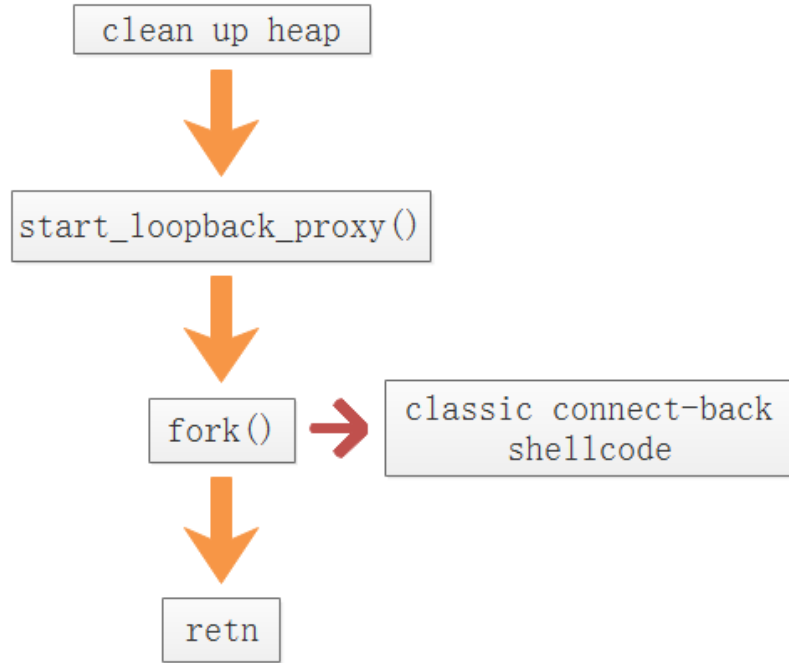 clean up heap
start_loopback_proxy()
fork()
classic connect-back
shellcode
retn